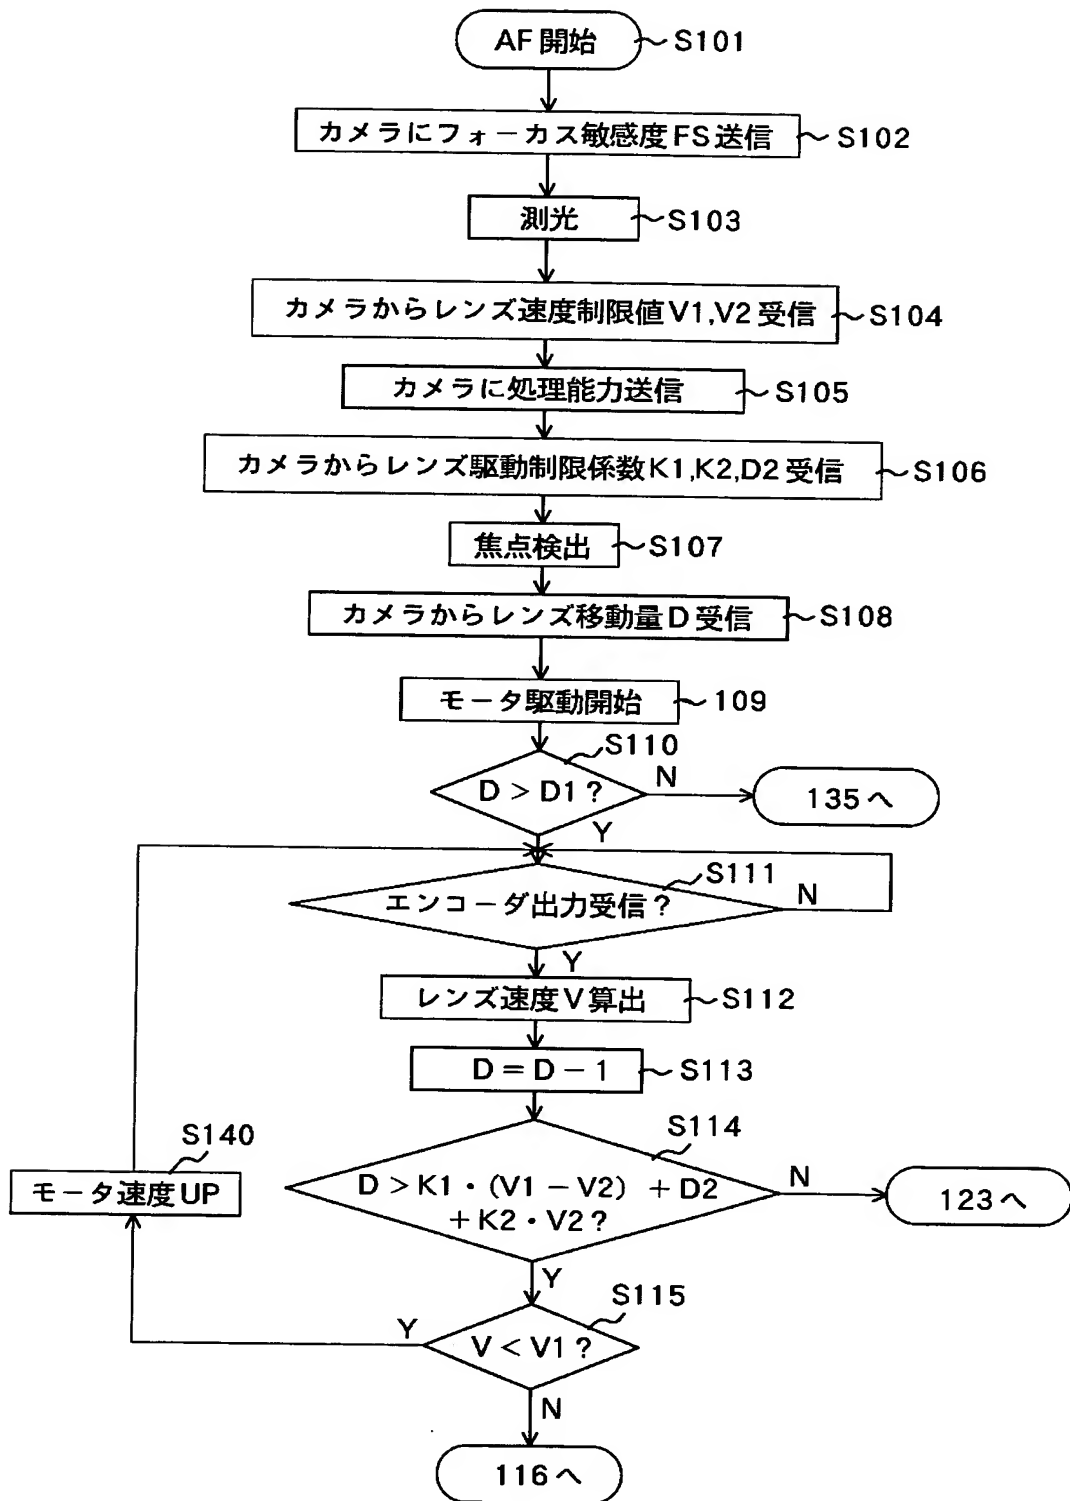 AF開始 ~S101
カメラにフォーカス敏感度FS送信 ~S102
測光 ~S103
カメラからレンズ速度制限値V1,V2受信 ~S104
カメラに処理能力送信 ~S105
カメラからレンズ駆動制限係数K1,K2,D2受信 ~S106
焦点検出 ~S107
カメラからレンズ移動量D受信 ~S108
モータ駆動開始 ~109
S110
D > D1 ? N 135へ
Y
S111
エンコーダ出力受信? N
Y
レンズ速度V算出 ~S112
D = D − 1 ~S113
S114
D > K1・(V1 − V2) + D2
+ K2・V2 ?
N 123へ
S140
モータ速度UP
Y
S115
Y V < V1 ?
N
116へ